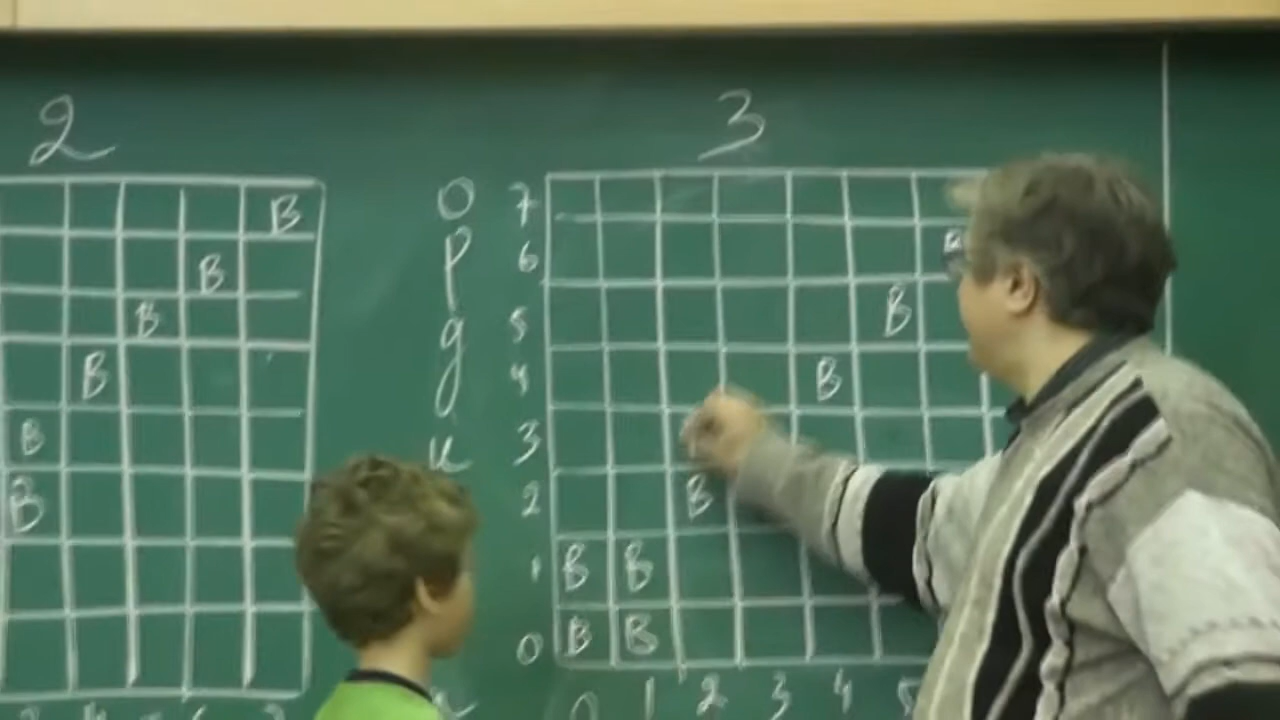 2 3
B
o 7
B p 6 B
B g 5 B
B g 4 B
B и 3
B 2 B
1 B B
0 B B
0 1 2 3 4 5